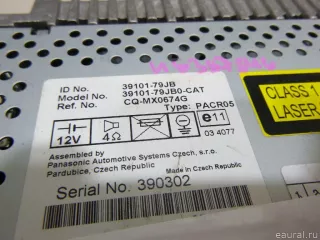 ID No. 39101-79JB
Model No. 39101-79JB0-CAT
Ref. No. CQ-MX0674G
Type: PACR05
12V 4Ω e11
03 4077
Assembled by
Panasonic Automotive Systems Czech, s.r.o.
Pardubice, Czech Republic
Made in Czech Republic
Serial No. 390302
CLASS 1
LASER
© eaural.ru